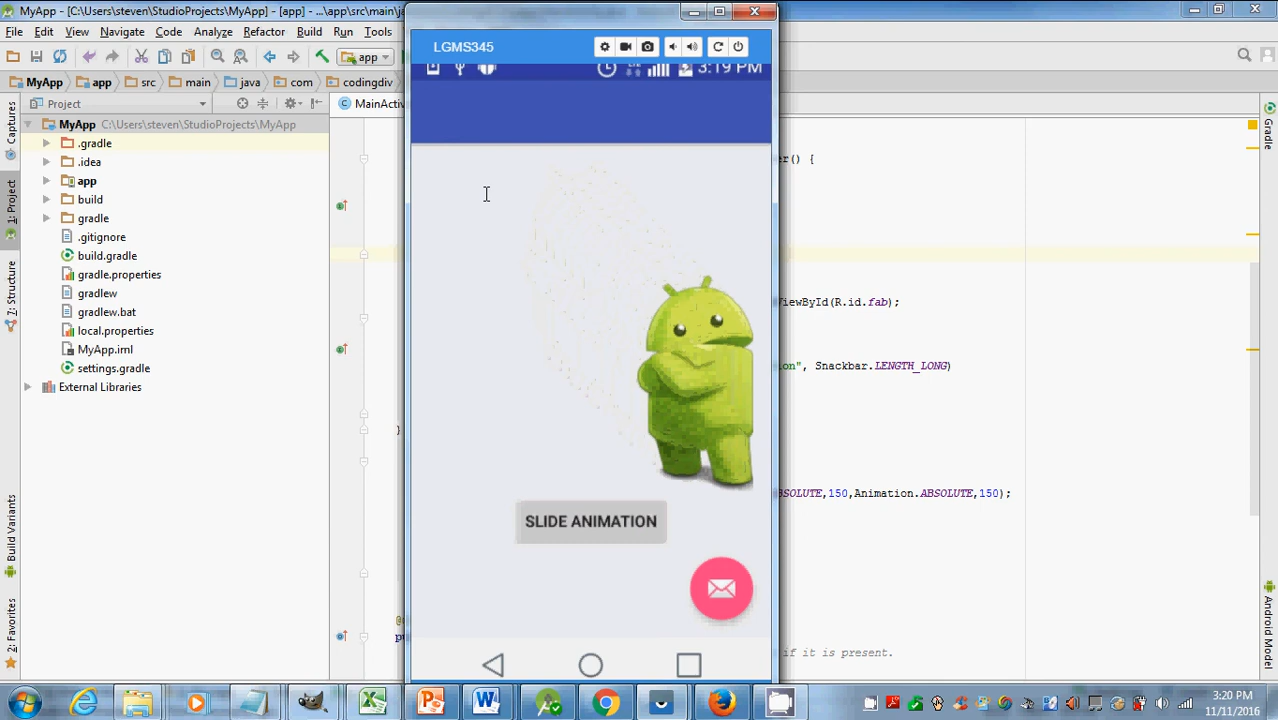 MyApp - [C:\Users\steven\StudioProjects\MyApp] - [app] - ...\app\src\main\ja
File Edit View Navigate Code Analyze Refactor Build Run Tools
app
MyApp app src main java com codingdiv
Project
MainActiv
MyApp C:\Users\steven\StudioProjects\MyApp
.gradle
.idea
app
build
gradle
.gitignore
build.gradle
gradle.properties
gradlew
gradlew.bat
local.properties
MyApp.iml
settings.gradle
External Libraries
Captures
1: Project
7: Structure
Build Variants
2: Favorites
LGMS345
3:19 PM
SLIDE ANIMATION
er() {
ViewById(R.id.fab);
on", Snackbar.LENGTH_LONG)
}
BSOLUTE,150,Animation.ABSOLUTE,150);
pu
if it is present.
Gradle
Android Model
3:20 PM
11/11/2016